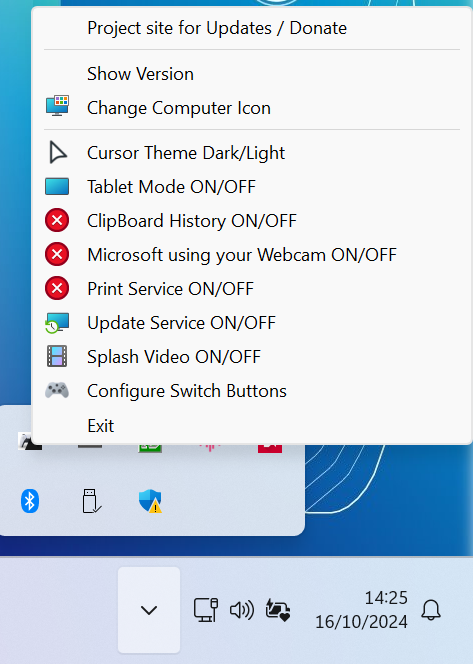 Project site for Updates / Donate
Show Version
Change Computer Icon
Cursor Theme Dark/Light
Tablet Mode ON/OFF
ClipBoard History ON/OFF
Microsoft using your Webcam ON/OFF
Print Service ON/OFF
Update Service ON/OFF
Splash Video ON/OFF
Configure Switch Buttons
Exit
14:25
16/10/2024